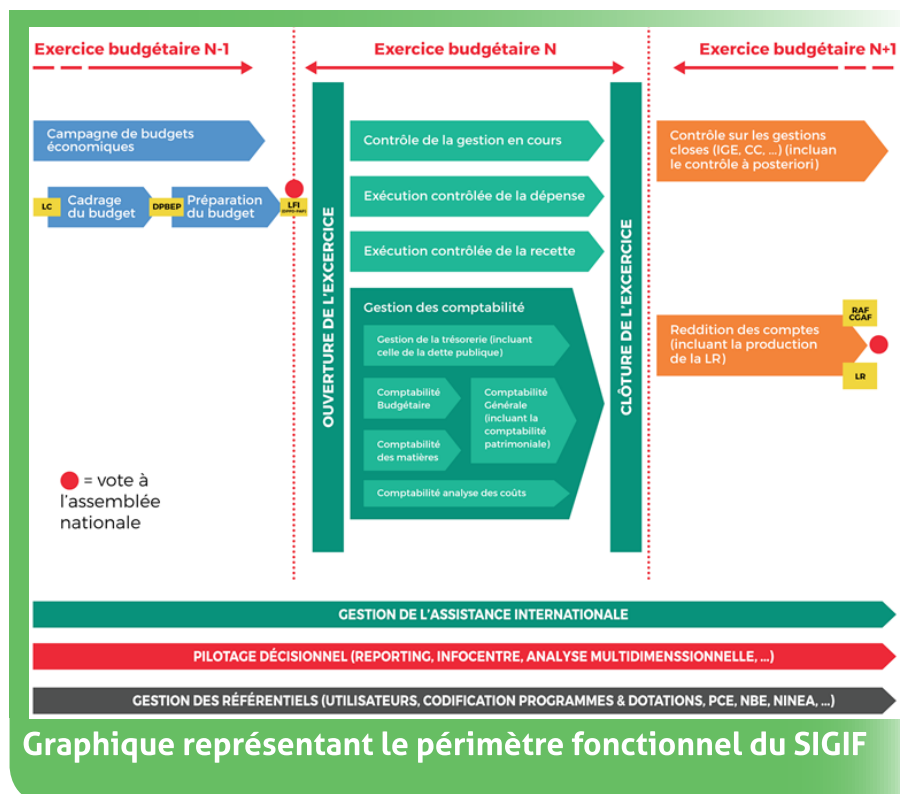 Exercice budgétaire N-1
Exercice budgétaire N
Exercice budgétaire N+1
Campagne de budgets
économiques
LC
Cadrage
du budget
DPBEP
Préparation
du budget
LFI
= vote à
l'assemblée
nationale
OUVERTURE DE L'EXCERCICE
Contrôle de la gestion en cours
Exécution contrôlée de la dépense
Exécution contrôlée de la recette
Gestion des comptabilité
Gestion de la trésorerie (incluant
celle de la dette publique)
Comptabilité
Budgétaire
Comptabilité
des matières
Comptabilité
Générale
(incluant la
comptabilité
patrimoniale)
Comptabilité analyse des coûts
CLÔTURE DE L'EXCERCICE
Contrôle sur les gestions
closes (IGE, CC, ...) (incluan
le contrôle à posteriori)
RAF
CGAF
Reddition des comptes
(incluant la production
de la LR)
LR
GESTION DE L'ASSISTANCE INTERNATIONALE
PILOTAGE DÉCISIONNEL (REPORTING, INFOCENTRE, ANALYSE MULTIDIMENSSIONNELLE, ...)
GESTION DES RÉFÉRENTIELS (UTILISATEURS, CODIFICATION PROGRAMMES & DOTATIONS, PCE, NBE, NINEA, ...)
Graphique représentant le périmètre fonctionnel du SIGIF